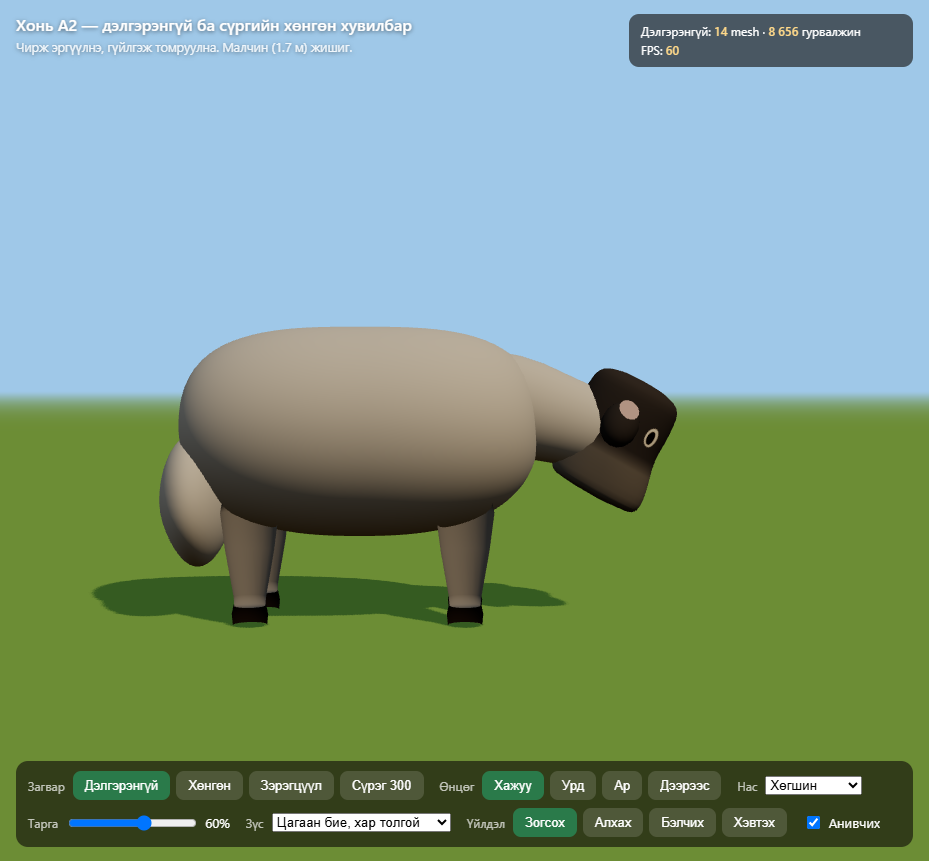 Хонь A2 — дэлгэрэнгүй ба сүргийн хөнгөн хувилбар
Чирж эргүүлнэ, гүйлгэж томруулна. Малчин (1.7 м) жишиг.
Дэлгэрэнгүй: 14 mesh · 8 656 гурвалжин
FPS: 60
Загвар Дэлгэрэнгүй Хөнгөн Зэрэгцүүл Сүрэг 300 Өнцөг Хажуу Урд Ар Дээрээс Нас Хөгшин
Тарга 60% Зүс Цагаан бие, хар толгой Үйлдэл Зогсох Алхах Бэлчих Хэвтэх Анивчих